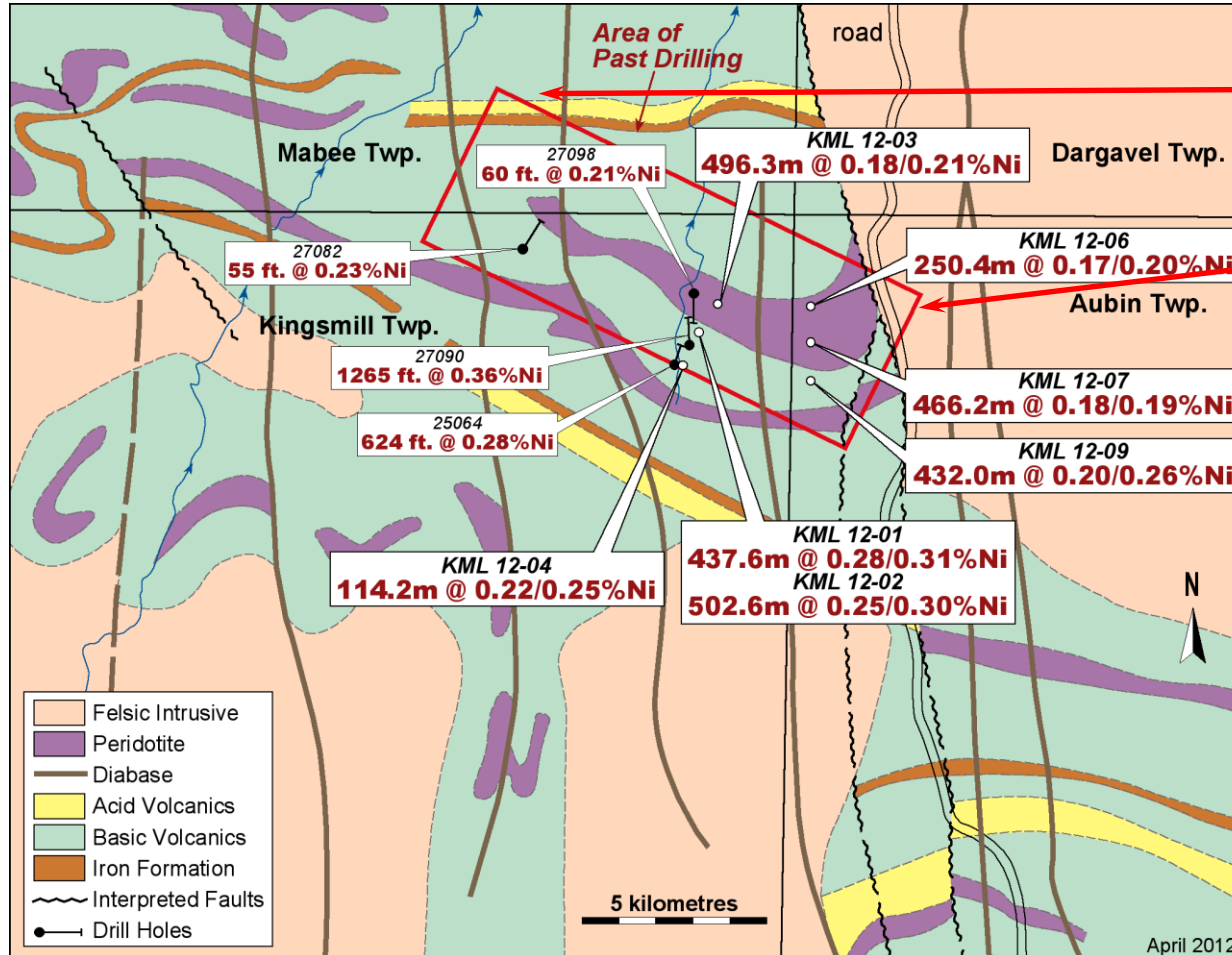 road
Area of
Past Drilling
Mabee Twp.
27098
60 ft. @ 0.21%Ni
KML 12-03
496.3m @ 0.18/0.21%Ni
Dargavel Twp.
27082
55 ft. @ 0.23%Ni
KML 12-06
250.4m @ 0.17/0.20%Ni
Kingsmill Twp.
Aubin Twp.
27090
1265 ft. @ 0.36%Ni
KML 12-07
466.2m @ 0.18/0.19%Ni
25064
624 ft. @ 0.28%Ni
KML 12-09
432.0m @ 0.20/0.26%Ni
KML 12-04
114.2m @ 0.22/0.25%Ni
KML 12-01
437.6m @ 0.28/0.31%Ni
KML 12-02
502.6m @ 0.25/0.30%Ni
N
Felsic Intrusive
Peridotite
Diabase
Acid Volcanics
Basic Volcanics
Iron Formation
Interpreted Faults
Drill Holes
5 kilometres
April 2012